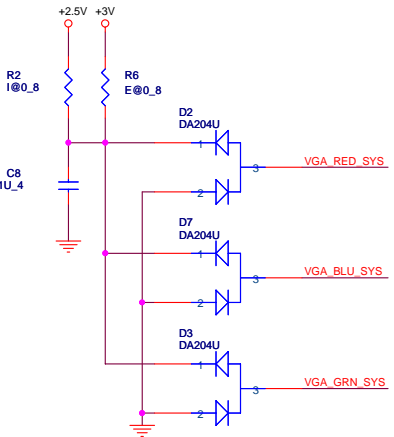 +2.5V +3V
R2
I@0_8
R6
E@0_8
D2
DA204U
1
VGA_RED_SYS
3
C8
1U_4
2
D7
DA204U
1
VGA_BLU_SYS
3
2
D3
DA204U
1
VGA_GRN_SYS
3
2